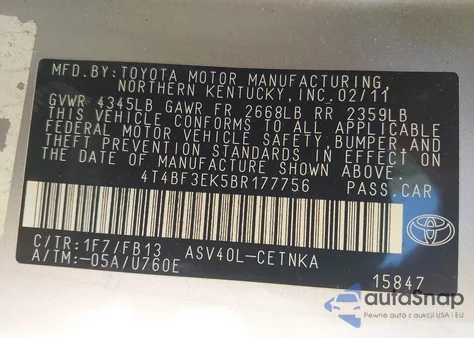 MFD.BY:TOYOTA MOTOR MANUFACTURING,
NORTHERN KENTUCKY,INC.02/11
GVWR 4345LB GAWR FR 2668LB RR 2359LB
THIS VEHICLE CONFORMS TO ALL APPLICABLE
FEDERAL MOTOR VEHICLE SAFETY,BUMPER,AND
THEFT PREVENTION STANDARDS IN EFFECT ON
THE DATE OF MANUFACTURE SHOWN ABOVE.
4T4BF3EK5BR177756 PASS.CAR
C/TR:1F7/FB13 ASV40L-CETNKA
A/TM:-05A/U760E
15847
autoSnap
Pewne auta z aukcji USA i EU